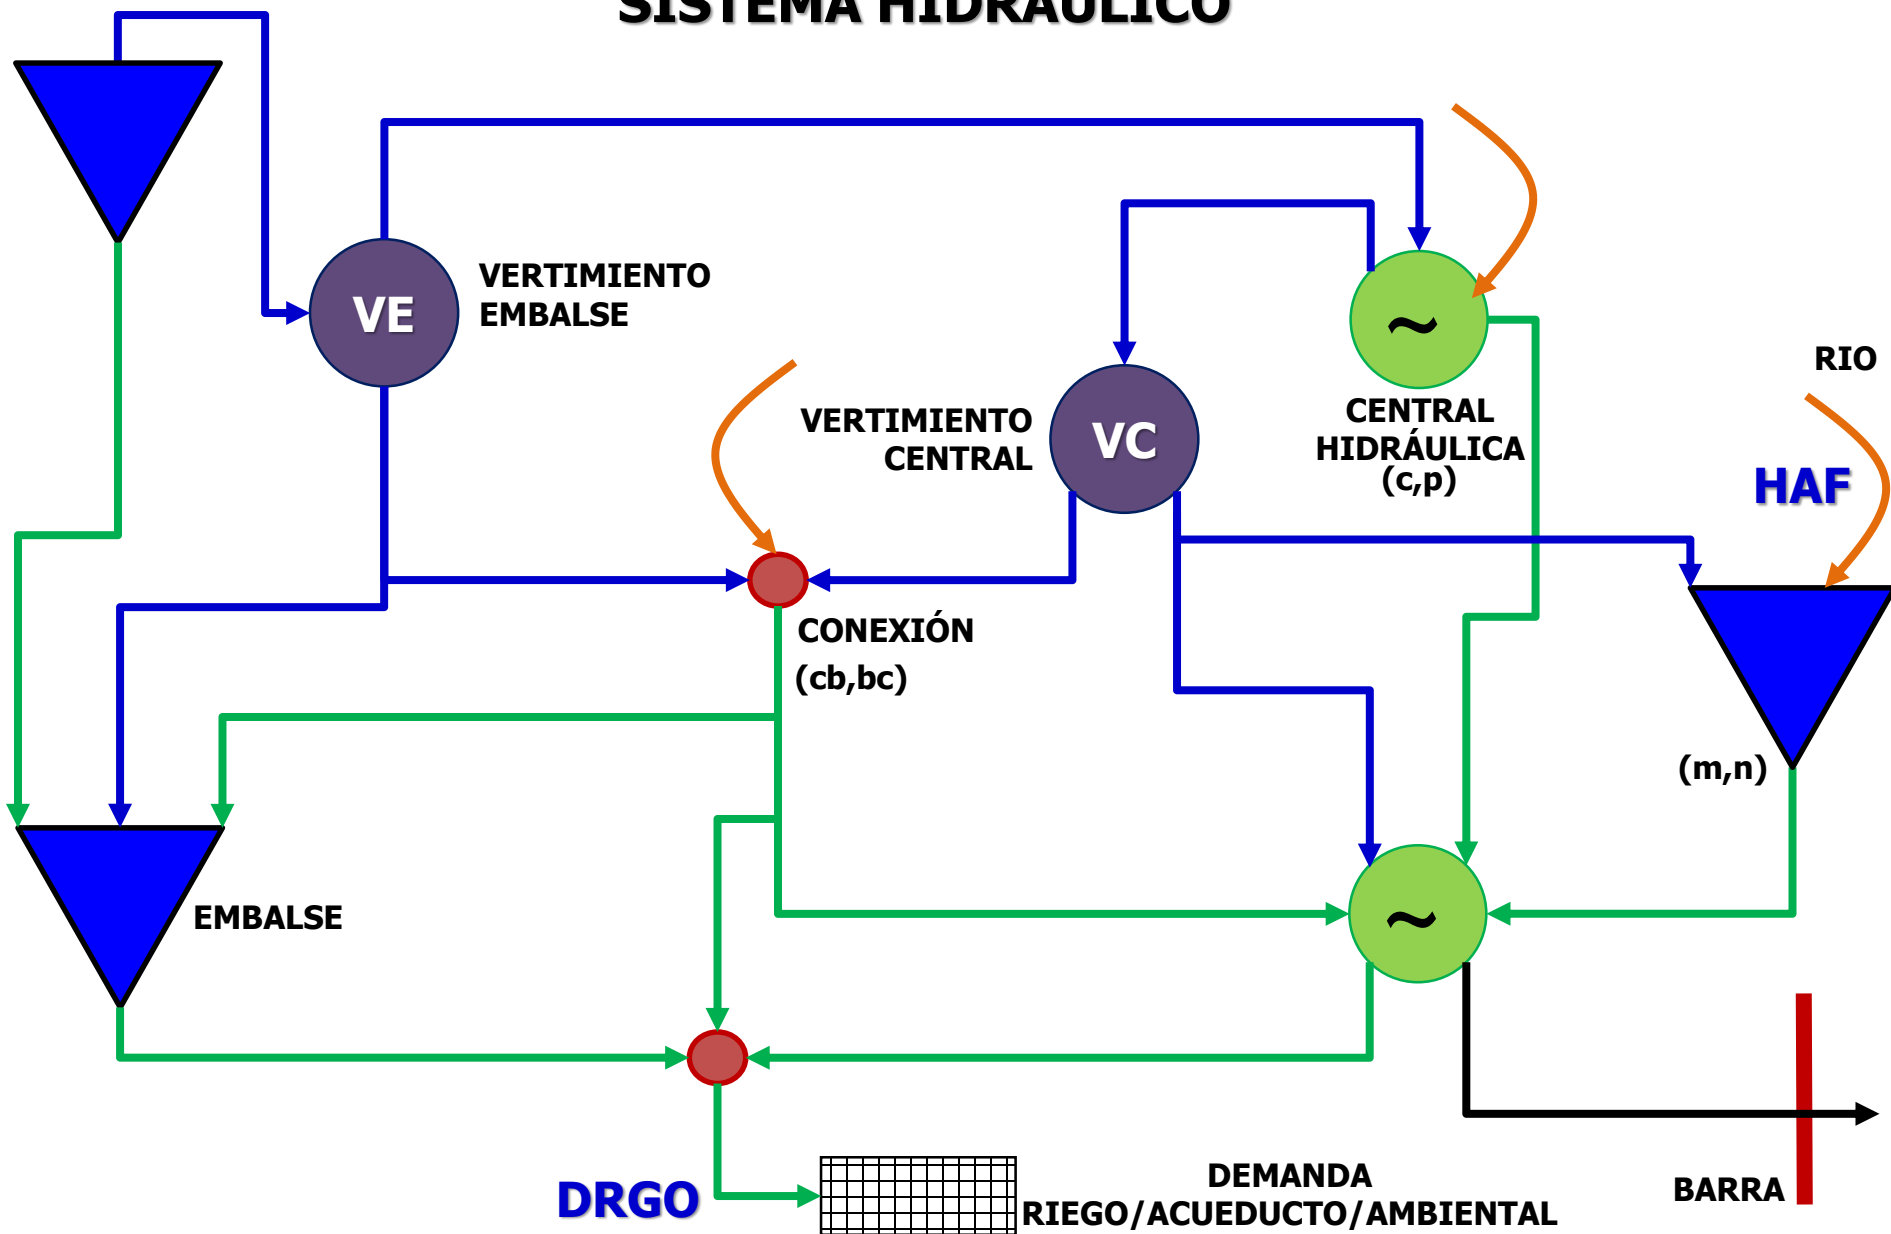 SISTEMA HIDRÁULICO
VERTIMIENTO
EMBALSE
VE
RIO
VERTIMIENTO
CENTRAL
VC
~
CENTRAL
HIDRÁULICA
(c,p)
HAF
CONEXIÓN
(cb,bc)
(m,n)
EMBALSE
~
DRGO
DEMANDA
RIEGO/ACUEDUCTO/AMBIENTAL
BARRA